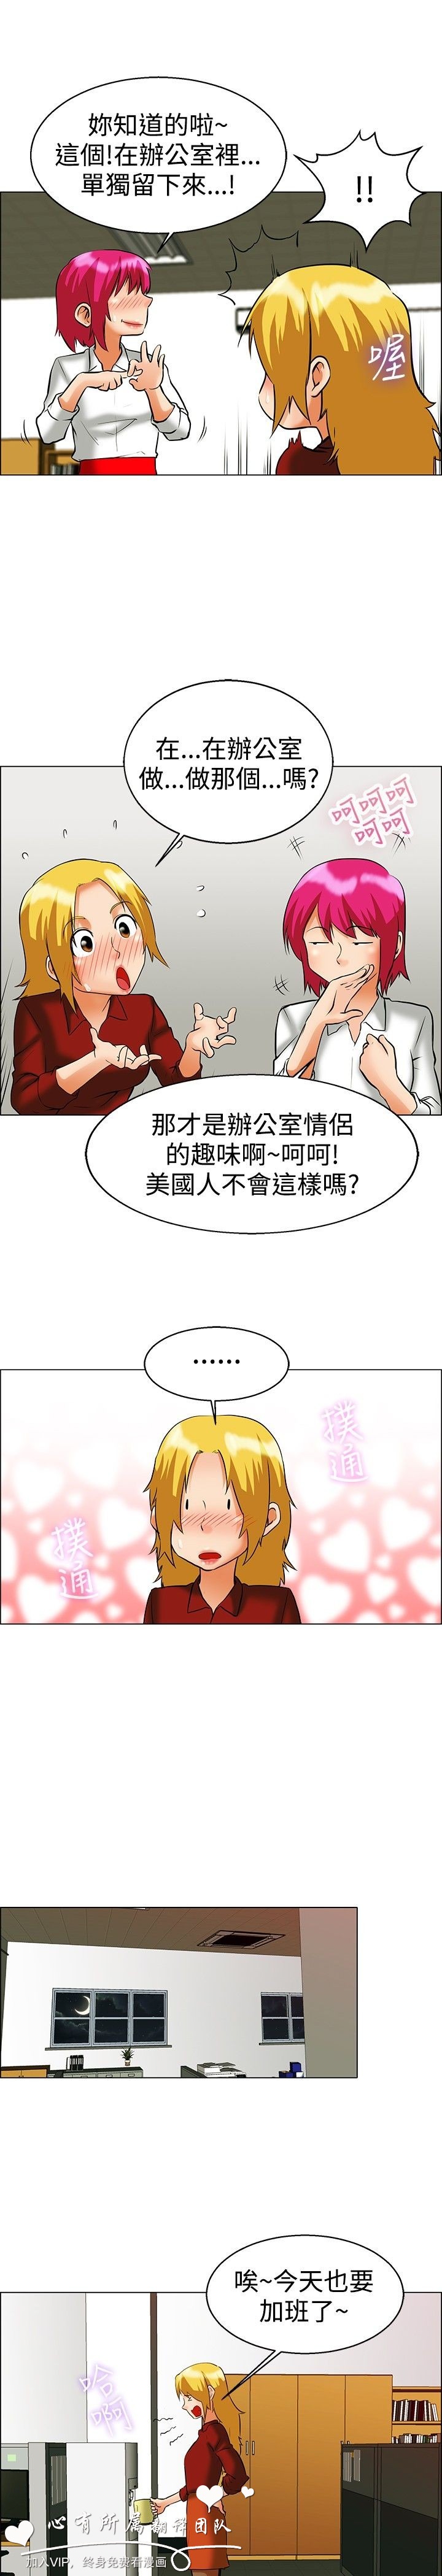 妳知道的啦~
這個!在辦公室裡...
單獨留下來...!
!!
喔
在...在辦公室
做...做那個...嗎?
呵呵呵
呵呵
那才是辦公室情侶
的趣味啊~呵呵!
美國人不會這樣嗎?
......
撲通
撲通
唉~今天也要
加班了~
哈啊
心有所属翻译团队
加入VIP，终身免费看漫画